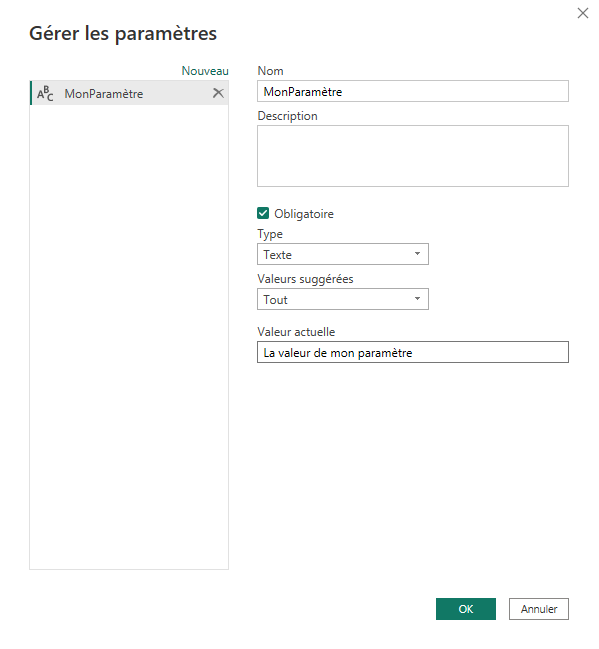 Gérer les paramètres
Nouveau
ABC MonParamètre
Nom
MonParamètre
Description
Obligatoire
Type
Texte
Valeurs suggérées
Tout
Valeur actuelle
La valeur de mon paramètre
OK
Annuler